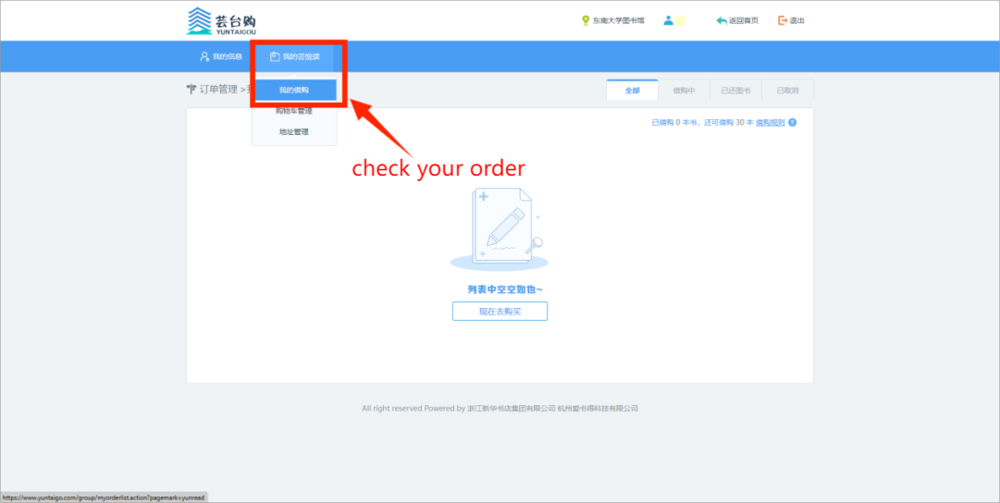 芸台购
YUNTAIGOU
东南大学图书馆
返回首页
退出
我的信息
我的芸悦读
订单管理 >
我的借购
购物车管理
地址管理
全部
借购中
已还图书
已取消
已借购 0 本书，还可借购 30 本 借购规则 ?
check your order
列表中空空如也~
现在去购买
All right reserved Powered by 浙江新华书店集团有限公司 杭州爱书得科技有限公司
https://www.yuntaigo.com/group/myorderlist.action?pagemark=yunread